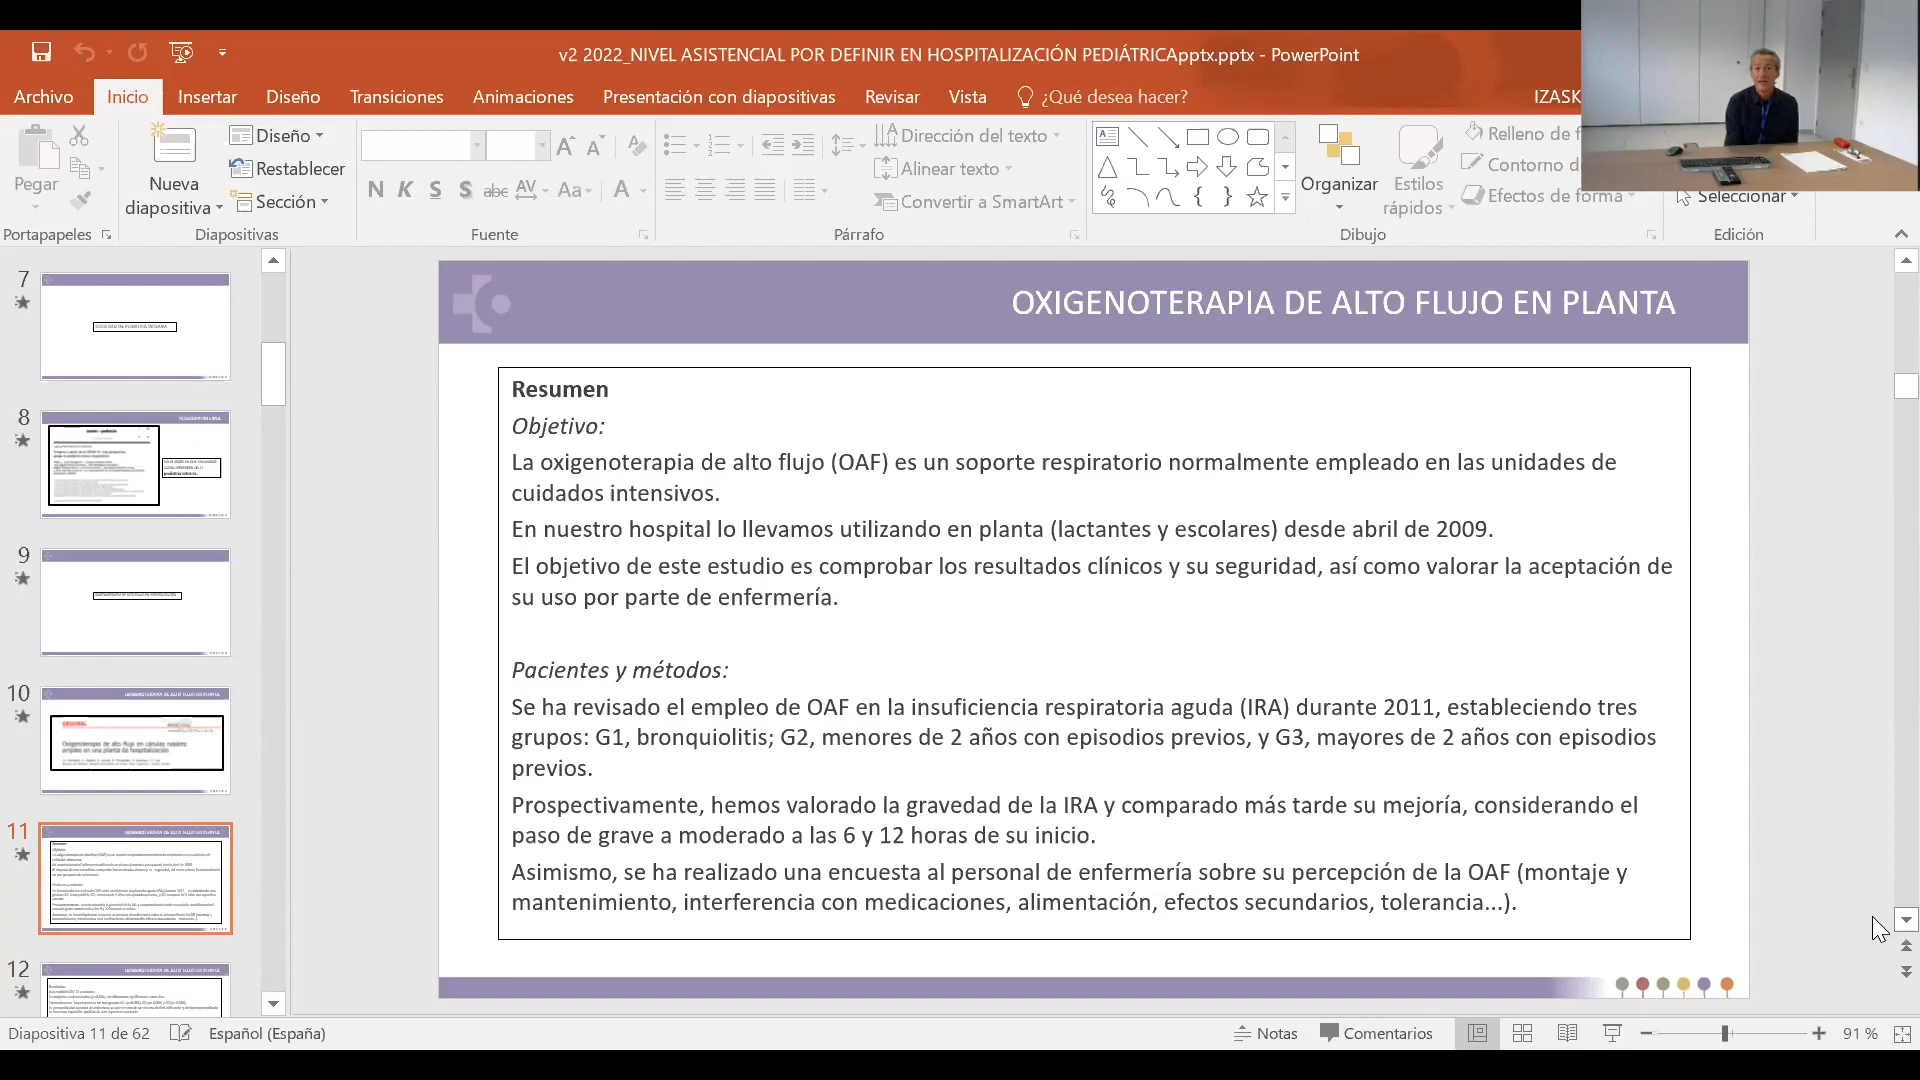 v2 2022_NIVEL ASISTENCIAL POR DEFINIR EN HOSPITALIZACIÓN PEDIÁTRICApptx.pptx - PowerPoint
Archivo
Inicio
Insertar
Diseño
Transiciones
Animaciones
Presentación con diapositivas
Revisar
Vista
¿Qué desea hacer?
IZASK
Pegar
Portapapeles
Nueva
diapositiva
Diseño
Restablecer
Sección
Diapositivas
N K S S abc AV Aa A
Fuente
Dirección del texto
Alinear texto
Convertir a SmartArt
Párrafo
Organizar
Estilos
rápidos
Relleno de f
Contorno d
Efectos de forma
Dibujo
Seleccionar
Edición
7
8
9
10
11
12
OXIGENOTERAPIA DE ALTO FLUJO EN PLANTA
Resumen
Objetivo:
La oxigenoterapia de alto flujo (OAF) es un soporte respiratorio normalmente empleado en las unidades de
cuidados intensivos.
En nuestro hospital lo llevamos utilizando en planta (lactantes y escolares) desde abril de 2009.
El objetivo de este estudio es comprobar los resultados clínicos y su seguridad, así como valorar la aceptación de
su uso por parte de enfermería.
Pacientes y métodos:
Se ha revisado el empleo de OAF en la insuficiencia respiratoria aguda (IRA) durante 2011, estableciendo tres
grupos: G1, bronquiolitis; G2, menores de 2 años con episodios previos, y G3, mayores de 2 años con episodios
previos.
Prospectivamente, hemos valorado la gravedad de la IRA y comparado más tarde su mejoría, considerando el
paso de grave a moderado a las 6 y 12 horas de su inicio.
Asimismo, se ha realizado una encuesta al personal de enfermería sobre su percepción de la OAF (montaje y
mantenimiento, interferencia con medicaciones, alimentación, efectos secundarios, tolerancia...).
Diapositiva 11 de 62
Español (España)
Notas
Comentarios
91 %